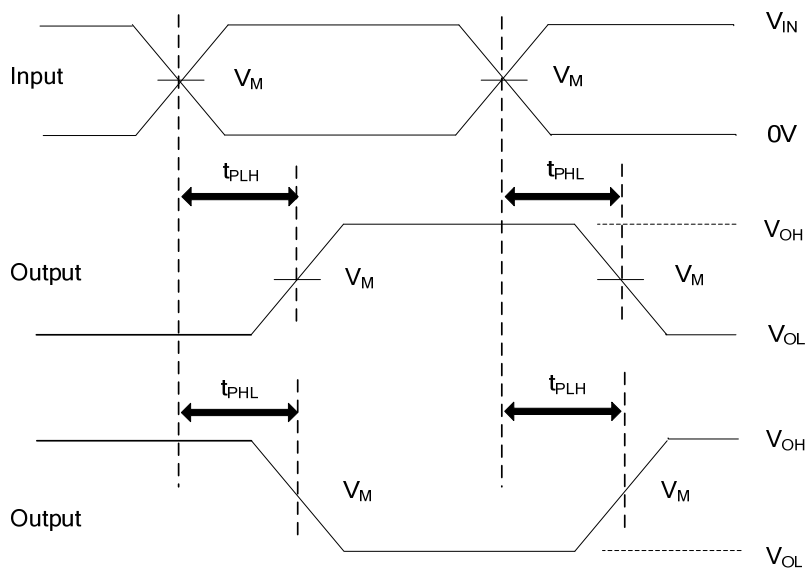 V_IN
Input V_M V_M
0V
t_PLH t_PHL
V_OH
Output V_M V_M
V_OL
t_PHL t_PLH
V_OH
V_M V_M
Output
V_OL